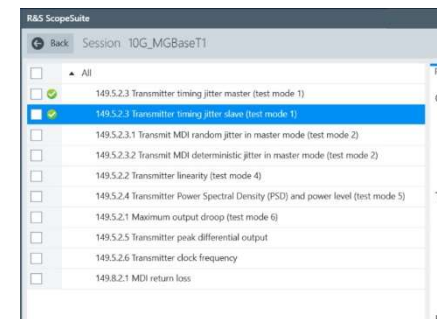 R&S ScopeSuite
Back Session 10G_MGBaseT1
All
149.5.2.3 Transmitter timing jitter master (test mode 1)
149.5.2.3 Transmitter timing jitter slave (test mode 1)
149.5.2.3.1 Transmit MDI random jitter in master mode (test mode 2)
149.5.2.3.2 Transmit MDI deterministic jitter in master mode (test mode 2)
149.5.2.2 Transmitter linearity (test mode 4)
149.5.2.4 Transmitter Power Spectral Density (PSD) and power level (test mode 5)
149.5.2.1 Maximum output droop (test mode 6)
149.5.2.5 Transmitter peak differential output
149.5.2.6 Transmitter clock frequency
149.8.2.1 MDI return loss